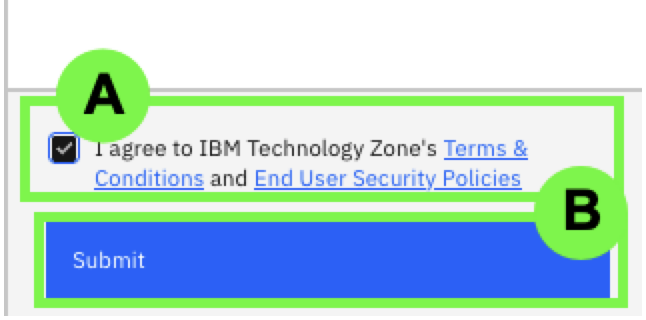 A
I agree to IBM Technology Zone's Terms &
Conditions and End User Security Policies
B
Submit